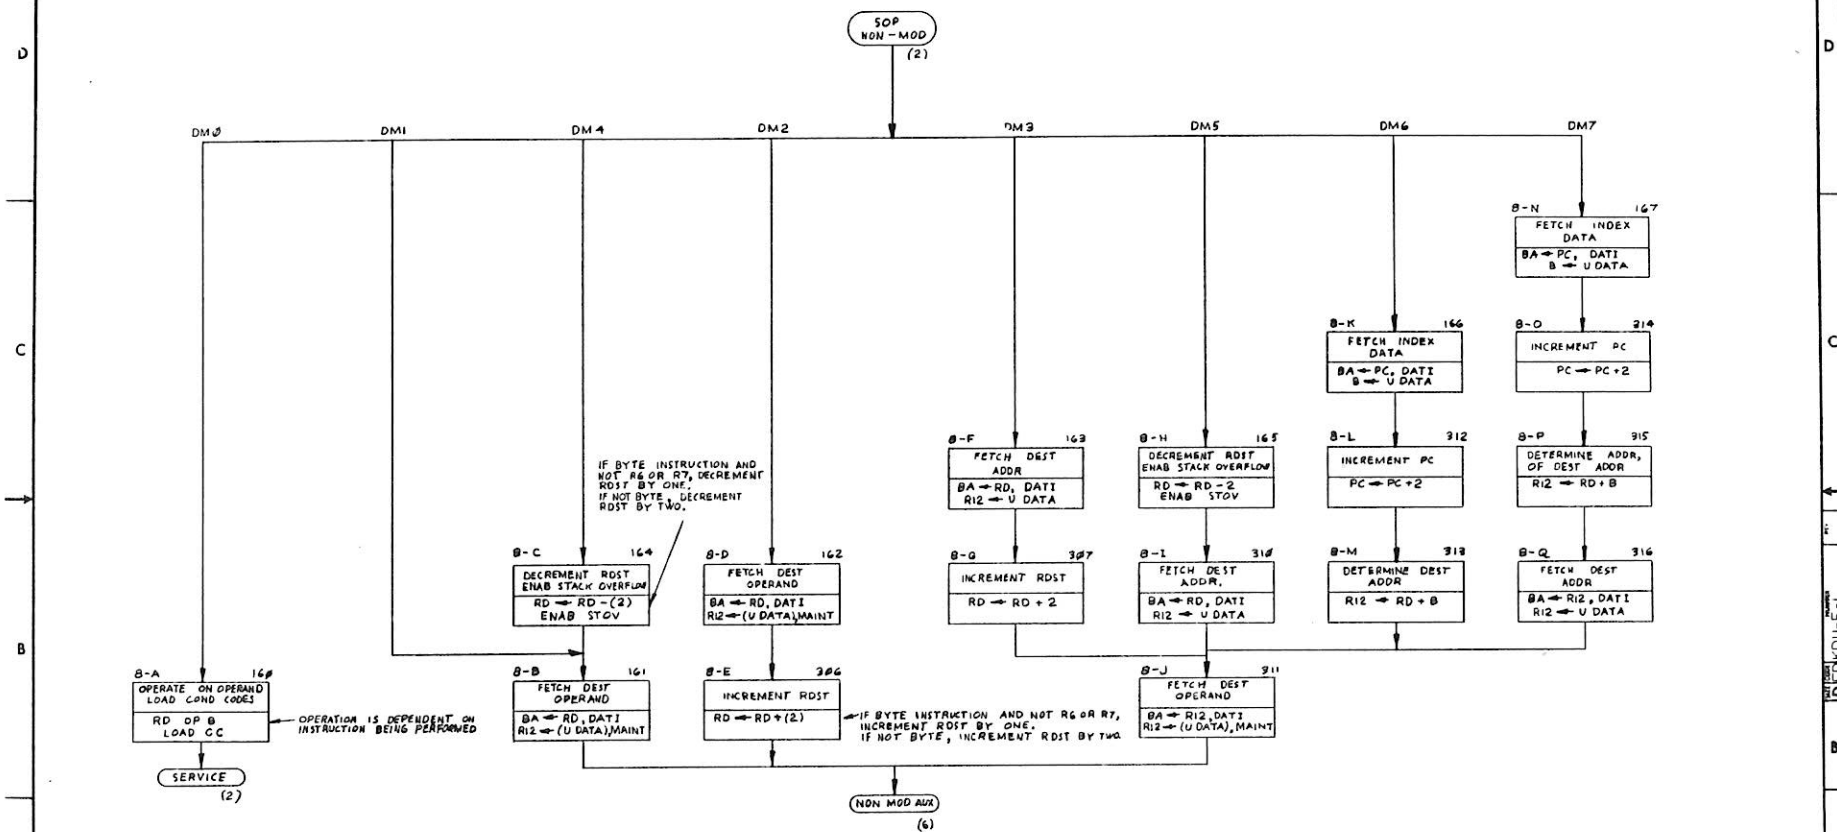 SOP
NON-MOD
(2)
D
D
DMØ
DM1
DM4
DM2
DM3
DM5
DM6
DM7
8-N 167
FETCH INDEX
DATA
BA←PC, DATI
B ← U DATA
C
C
8-K 166
FETCH INDEX
DATA
BA←PC, DATI
B ← U DATA
8-O 314
INCREMENT PC
PC ← PC+2
8-F 163
FETCH DEST
ADDR
BA ← RD, DATI
R12 ← U DATA
8-H 165
DECREMENT RDST
ENAB STACK OVERFLOW
RD ← RD-2
ENAB STOV
8-L 312
INCREMENT PC
PC ← PC+2
8-P 315
DETERMINE ADDR,
OF DEST ADDR
R12 ← RD+B
IF BYTE INSTRUCTION AND
NOT R6 OR R7, DECREMENT
RDST BY ONE.
IF NOT BYTE, DECREMENT
RDST BY TWO.
8-C 164
DECREMENT RDST
ENAB STACK OVERFLOW
RD ← RD-(2)
ENAB STOV
8-D 162
FETCH DEST
OPERAND
BA ← RD, DATI
R12←(U DATA),MAINT
8-G 3Ø7
INCREMENT RDST
RD ← RD+2
8-I 31Ø
FETCH DEST
ADDR.
BA ← RD, DATI
R12 ← U DATA
8-M 313
DETERMINE DEST
ADDR
R12 ← RD+B
8-Q 316
FETCH DEST
ADDR
BA ← R12, DATI
R12 ← U DATA
B
B
8-A 16Ø
OPERATE ON OPERAND
LOAD COND CODES
RD OP B
LOAD CC
OPERATION IS DEPENDENT ON
INSTRUCTION BEING PERFORMED
8-B 161
FETCH DEST
OPERAND
BA ← RD, DATI
R12 ← (U DATA),MAINT
8-E 3Ø6
INCREMENT RDST
RD ← RD+(2)
IF BYTE INSTRUCTION AND NOT R6 OR R7,
INCREMENT RDST BY ONE.
IF NOT BYTE, INCREMENT RDST BY TWO.
8-J 311
FETCH DEST
OPERAND
BA ← R12, DATI
R12←(U DATA), MAINT
SERVICE
(2)
NON MOD AUX
(6)